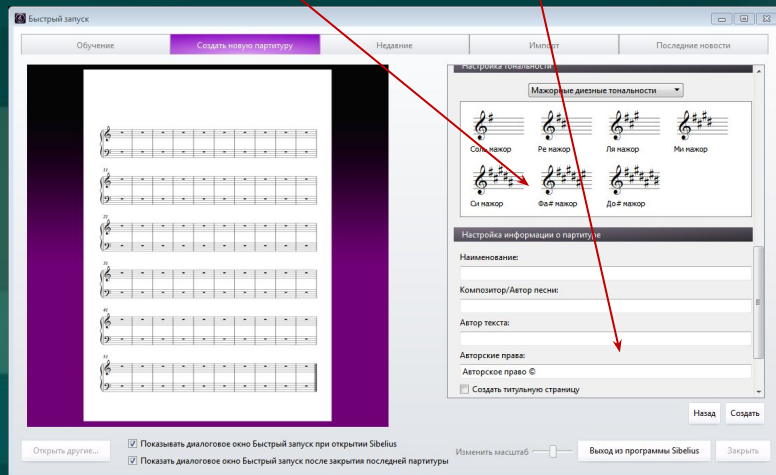 Быстрый запуск
Обучение
Создать новую партитуру
Недавние
Импорт
Последние новости
Настройка тональности
Мажорные диезные тональности
Соль мажор
Ре мажор
Ля мажор
Ми мажор
Си мажор
Фа# мажор
До# мажор
Настройка информации о партитуре
Наименование:
Композитор/Автор песни:
Автор текста:
Авторские права:
Авторское право ©
Создать титульную страницу
Назад
Создать
Открыть другие...
Показывать диалоговое окно Быстрый запуск при открытии Sibelius
Показать диалоговое окно Быстрый запуск после закрытия последней партитуры
Изменить масштаб
Выход из программы Sibelius
Закрыть